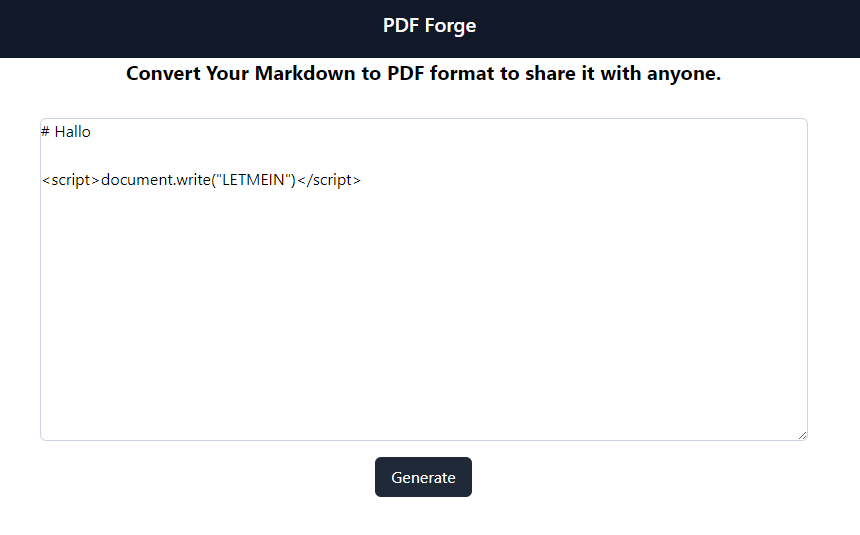 PDF Forge
Convert Your Markdown to PDF format to share it with anyone.
# Hallo
<script>document.write("LETMEIN")</script>
Generate